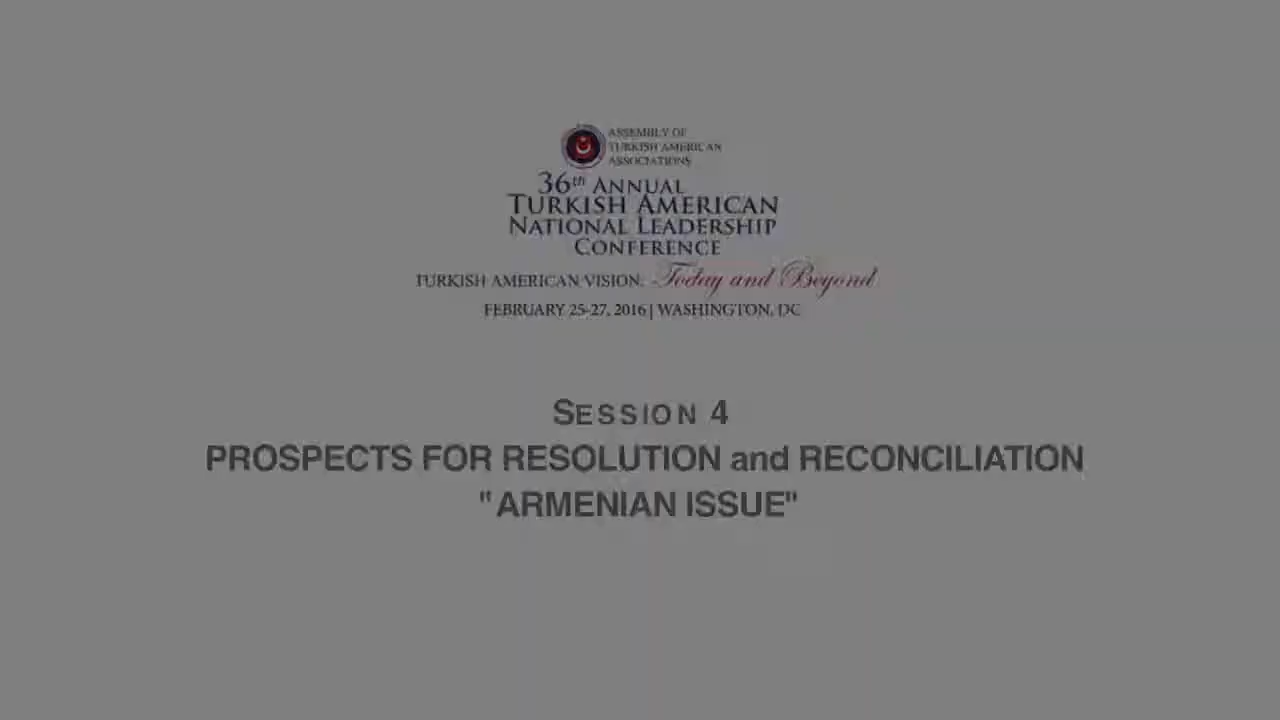 ASSEMBLY OF
TURKISH AMERICAN
ASSOCIATIONS
36th ANNUAL
TURKISH AMERICAN
NATIONAL LEADERSHIP
CONFERENCE
TURKISH AMERICAN VISION: Today and Beyond
FEBRUARY 25-27, 2016 | WASHINGTON, DC
SESSION 4
PROSPECTS FOR RESOLUTION and RECONCILIATION
"ARMENIAN ISSUE"